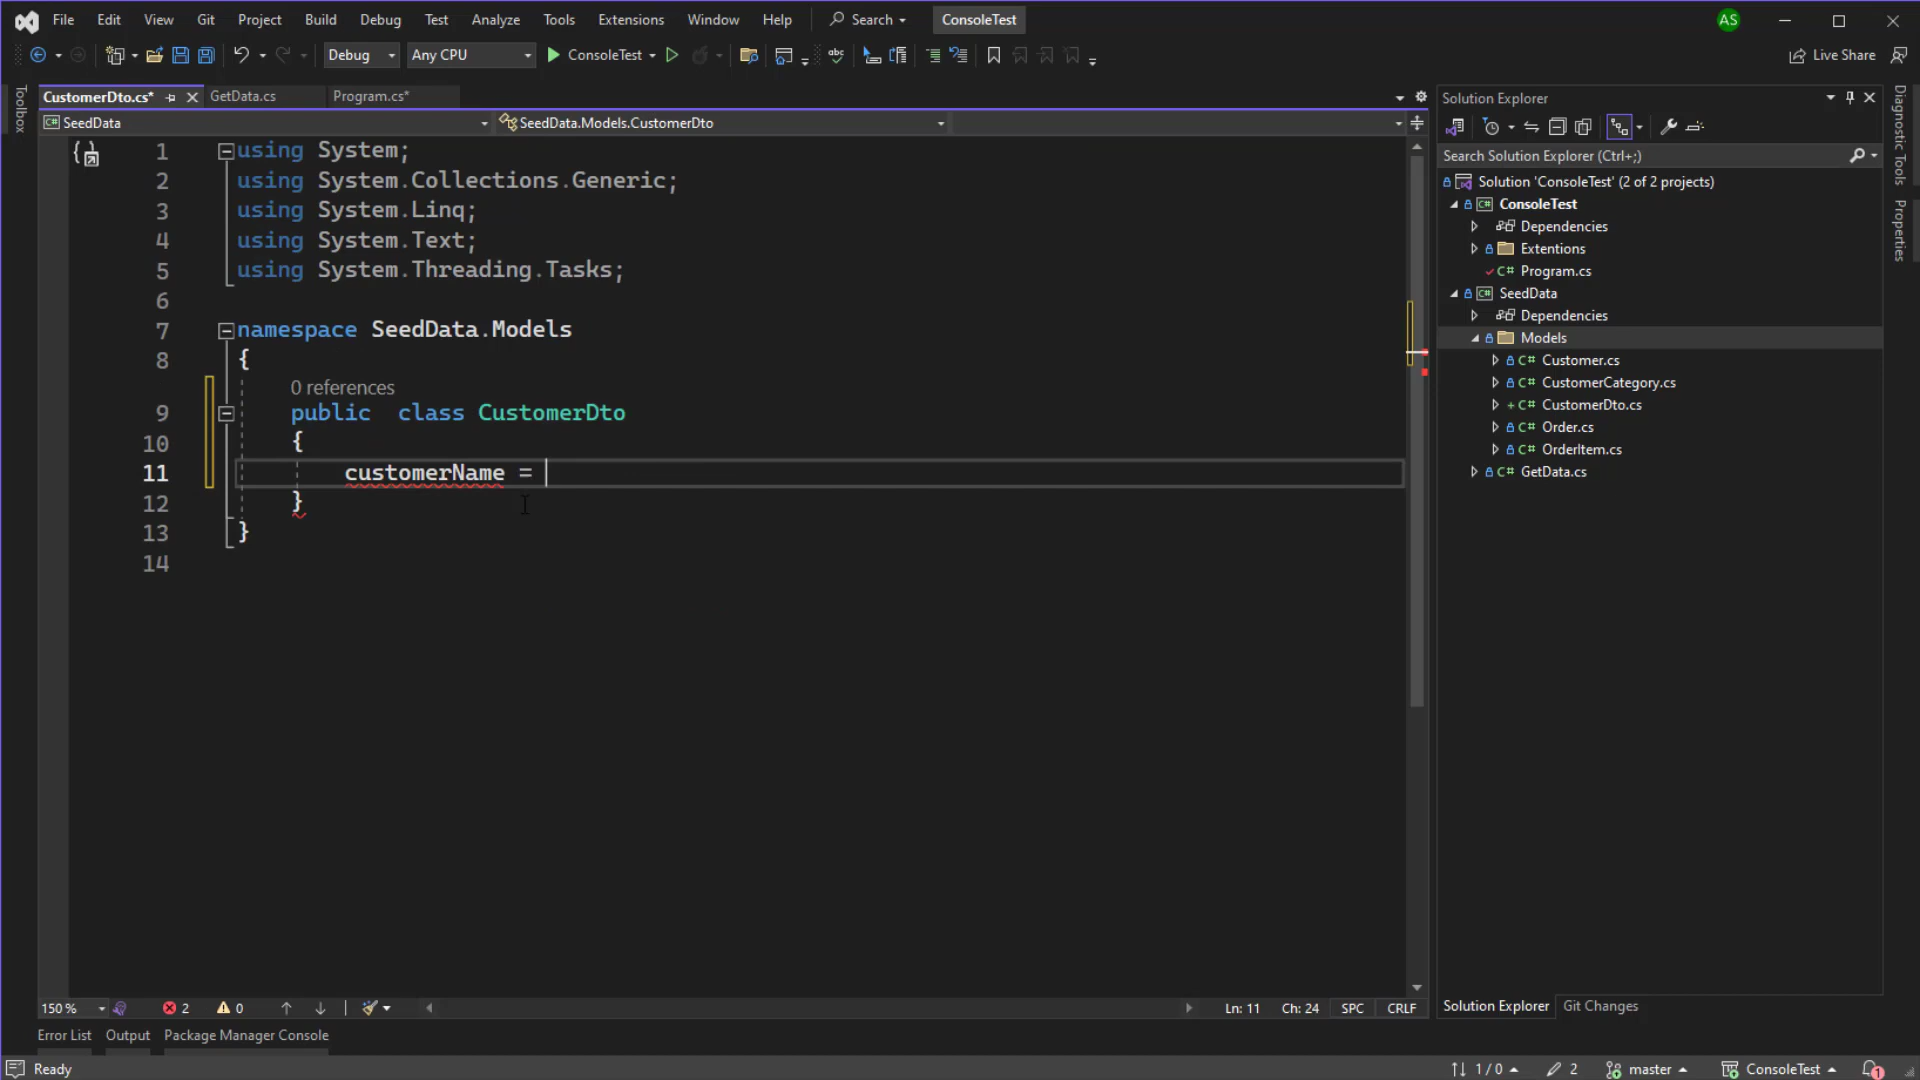 File Edit View Git Project Build Debug Test Analyze Tools Extensions Window Help Search ConsoleTest AS
Debug Any CPU ConsoleTest Live Share
Toolbox
CustomerDto.cs* GetData.cs Program.cs*
SeedData SeedData.Models.CustomerDto
1 using System;
2 using System.Collections.Generic;
3 using System.Linq;
4 using System.Text;
5 using System.Threading.Tasks;
6
7 namespace SeedData.Models
8 {
0 references
9 public class CustomerDto
10 {
11 customerName =
12 }
13 }
14
150 % 2 0 Ln: 11 Ch: 24 SPC CRLF
Solution Explorer
Search Solution Explorer (Ctrl+;)
Solution 'ConsoleTest' (2 of 2 projects)
C# ConsoleTest
Dependencies
Extentions
C# Program.cs
C# SeedData
Dependencies
Models
C# Customer.cs
C# CustomerCategory.cs
+ C# CustomerDto.cs
C# Order.cs
C# OrderItem.cs
C# GetData.cs
Solution Explorer Git Changes
Diagnostic Tools
Properties
Error List Output Package Manager Console
Ready 1 / 0 2 master ConsoleTest 1